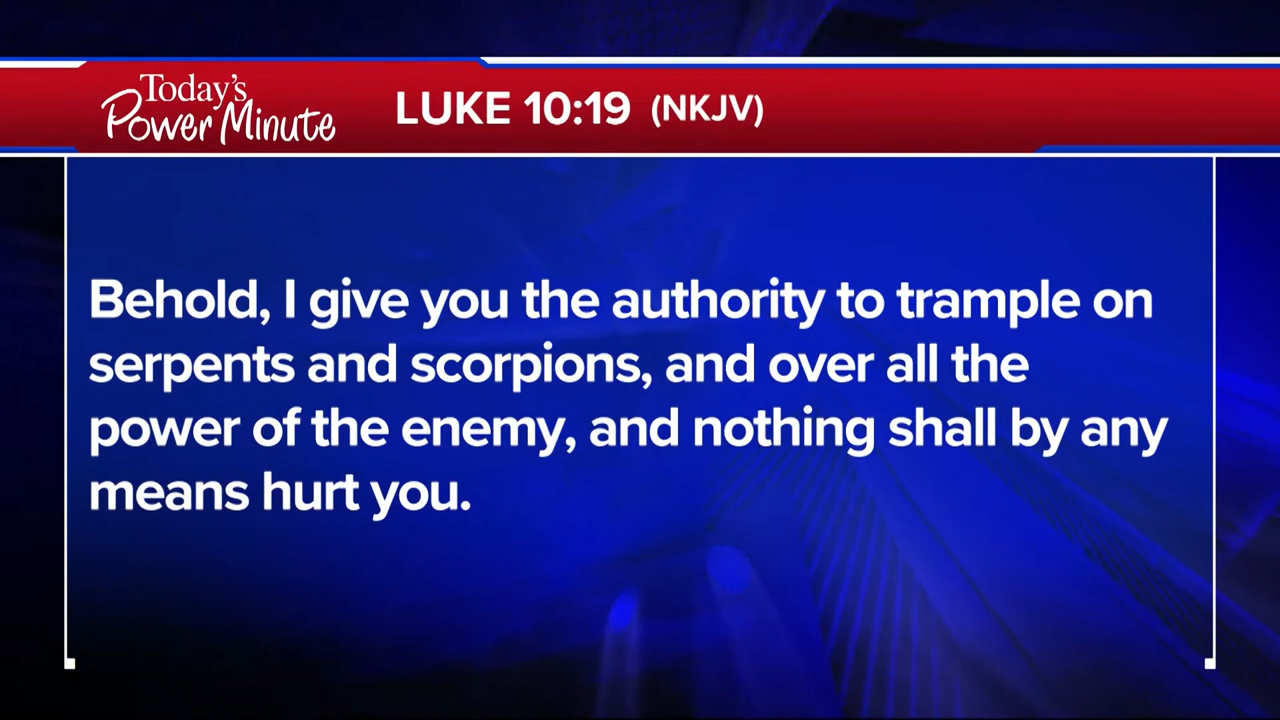 Today's
Power Minute
LUKE 10:19 (NKJV)
Behold, I give you the authority to trample on
serpents and scorpions, and over all the
power of the enemy, and nothing shall by any
means hurt you.